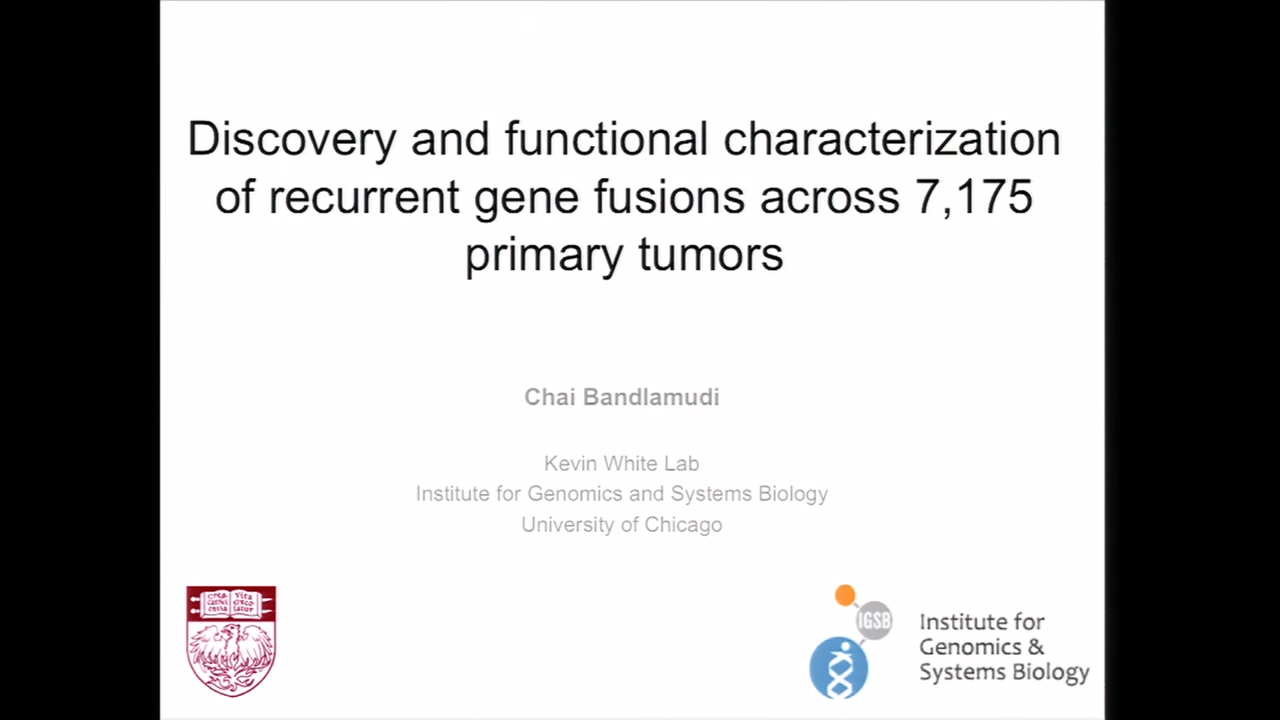 Discovery and functional characterization
of recurrent gene fusions across 7,175
primary tumors
Chai Bandlamudi
Kevin White Lab
Institute for Genomics and Systems Biology
University of Chicago
IGSB
Institute for
Genomics &
Systems Biology